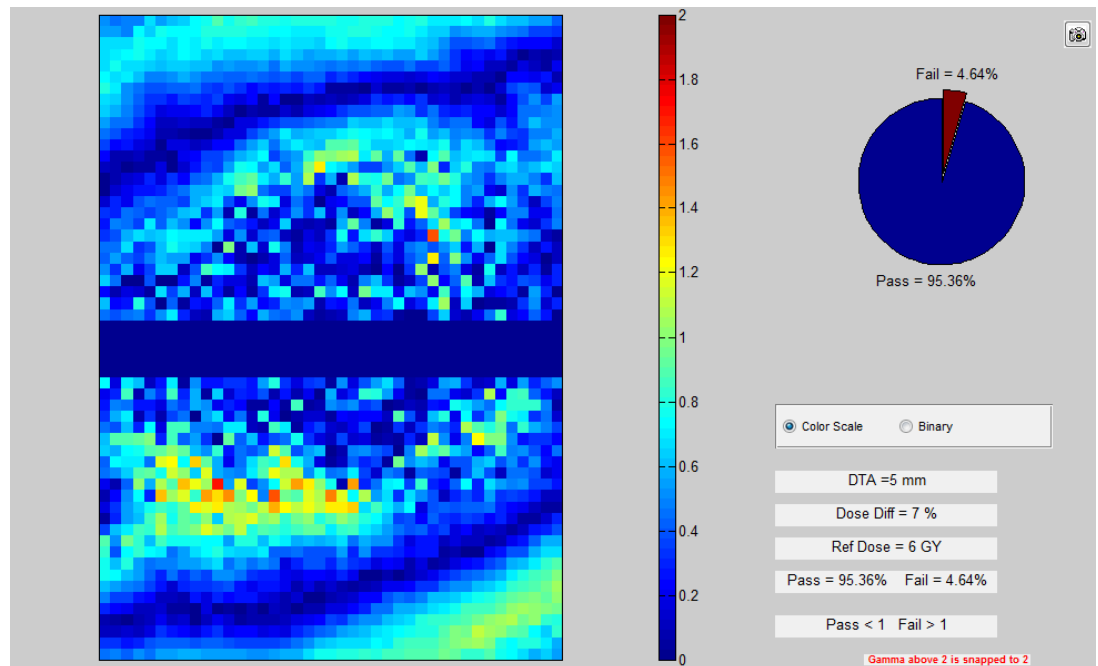 2
1.8
1.6
1.4
1.2
1
0.8
0.6
0.4
0.2
0
Fail = 4.64%
Pass = 95.36%
Color Scale Binary
DTA =5 mm
Dose Diff = 7 %
Ref Dose = 6 GY
Pass = 95.36% Fail = 4.64%
Pass < 1 Fail > 1
Gamma above 2 is snapped to 2